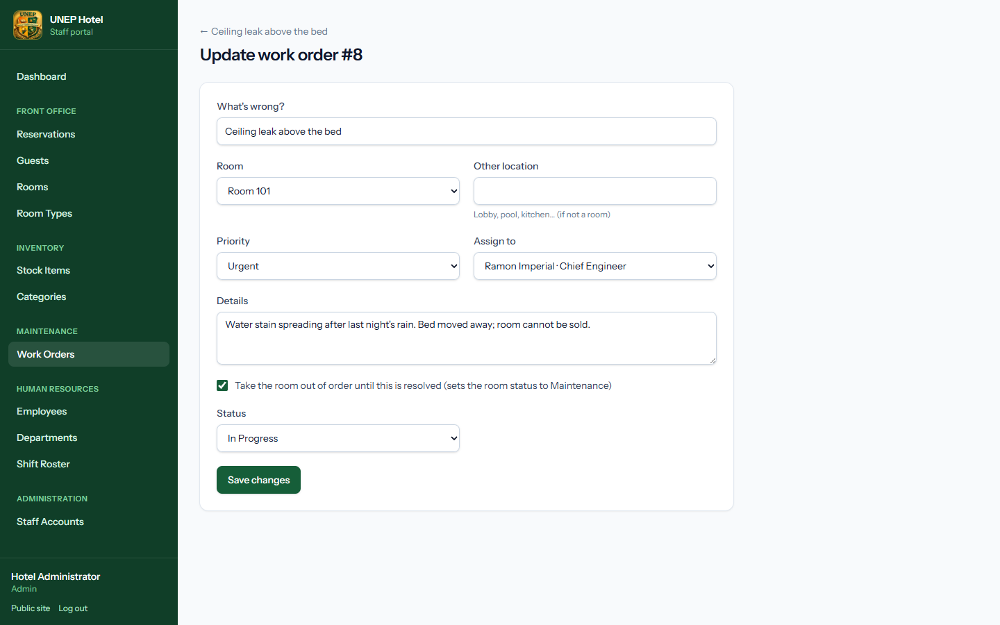 UNEP
UNEP Hotel
Staff portal
Dashboard
FRONT OFFICE
Reservations
Guests
Rooms
Room Types
INVENTORY
Stock Items
Categories
MAINTENANCE
Work Orders
HUMAN RESOURCES
Employees
Departments
Shift Roster
ADMINISTRATION
Staff Accounts
Hotel Administrator
Admin
Public site Log out
← Ceiling leak above the bed
Update work order #8
What's wrong?
Ceiling leak above the bed
Room
Room 101
Other location
Lobby, pool, kitchen... (if not a room)
Priority
Urgent
Assign to
Ramon Imperial · Chief Engineer
Details
Water stain spreading after last night's rain. Bed moved away; room cannot be sold.
Take the room out of order until this is resolved (sets the room status to Maintenance)
Status
In Progress
Save changes